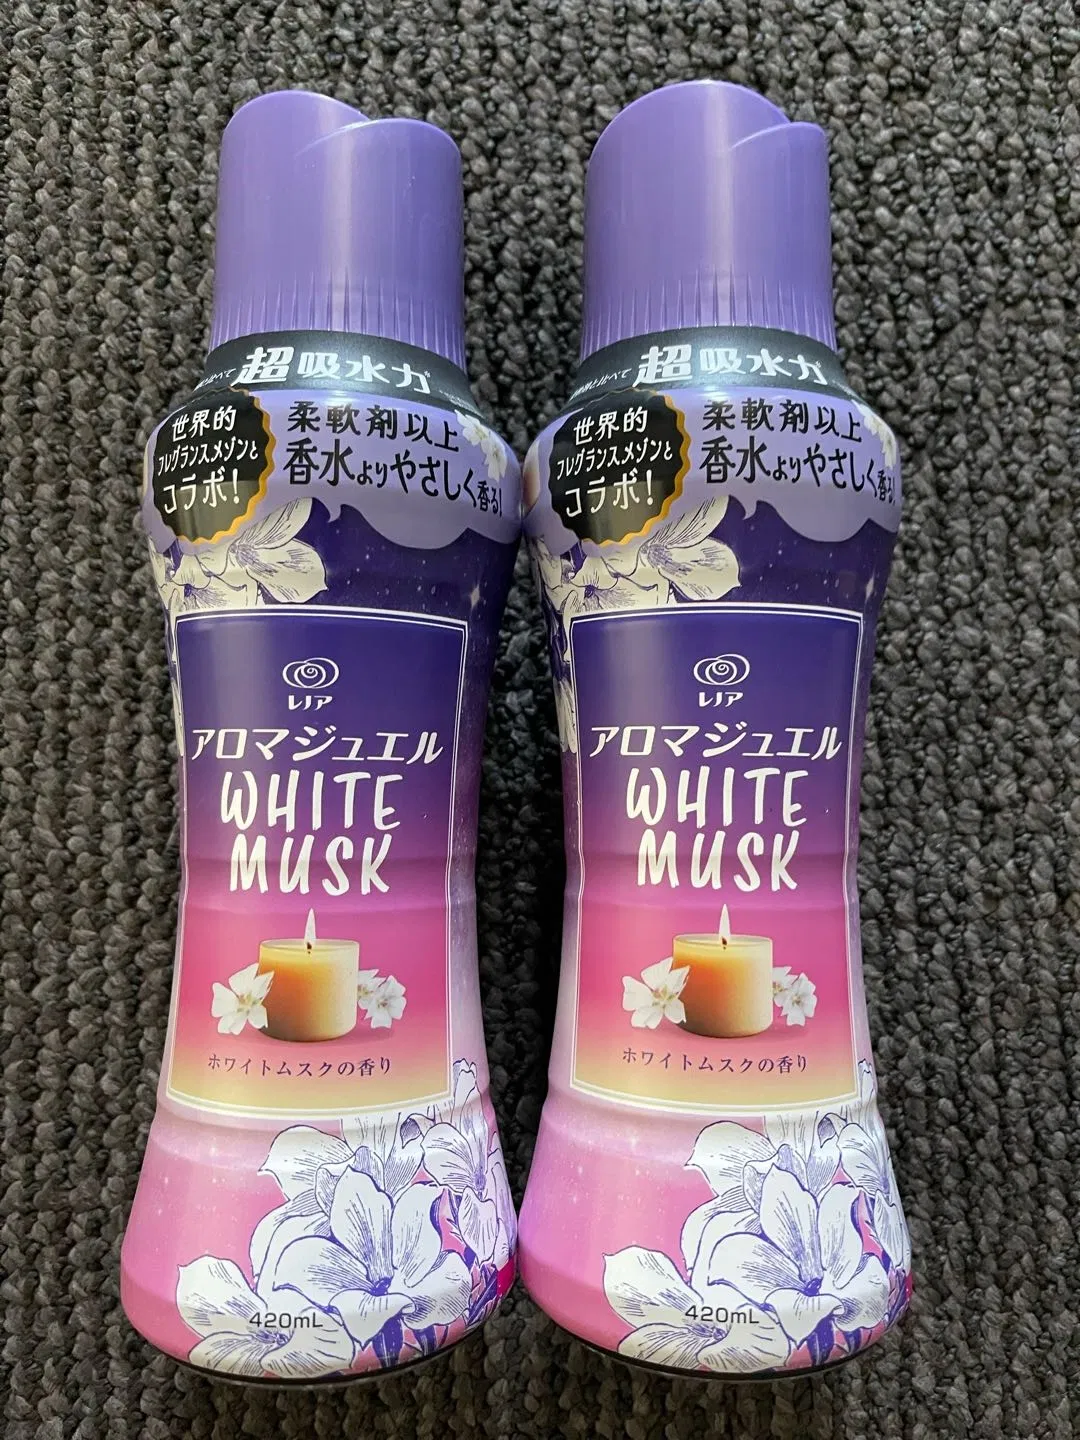 超吸水力
世界的
フレグランスメゾンと
コラボ!
柔軟剤以上
香水よりやさしく香る!
レノア
アロマジュエル
WHITE
MUSK
ホワイトムスクの香り
420mL
超吸水力
世界的
フレグランスメゾンと
コラボ!
柔軟剤以上
香水よりやさしく香る!
レノア
アロマジュエル
WHITE
MUSK
ホワイトムスクの香り
420mL